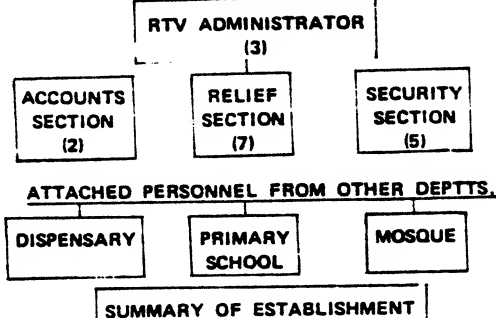 RTV ADMINISTRATOR
(3)
ACCOUNTS
SECTION
(2)
RELIEF
SECTION
(7)
SECURITY
SECTION
(5)
ATTACHED PERSONNEL FROM OTHER DEPTTS.
DISPENSARY
PRIMARY
SCHOOL
MOSQUE
SUMMARY OF ESTABLISHMENT